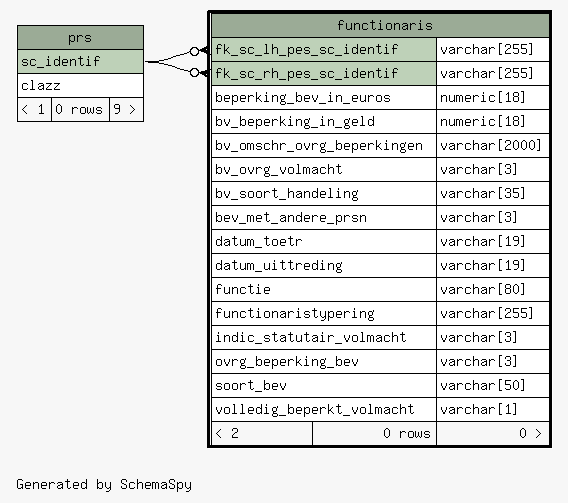 prs
sc_identif
clazz
< 1 0 rows 9 >
functionaris
fk_sc_lh_pes_sc_identif varchar[255]
fk_sc_rh_pes_sc_identif varchar[255]
beperking_bev_in_euros numeric[18]
bv_beperking_in_geld numeric[18]
bv_omschr_ovrg_beperkingen varchar[2000]
bv_ovrg_volmacht varchar[3]
bv_soort_handeling varchar[35]
bev_met_andere_prsn varchar[3]
datum_toetr varchar[19]
datum_uittreding varchar[19]
functie varchar[80]
functionaristypering varchar[255]
indic_statutair_volmacht varchar[3]
ovrg_beperking_bev varchar[3]
soort_bev varchar[50]
volledig_beperkt_volmacht varchar[1]
< 2 0 rows 0 >
Generated by SchemaSpy